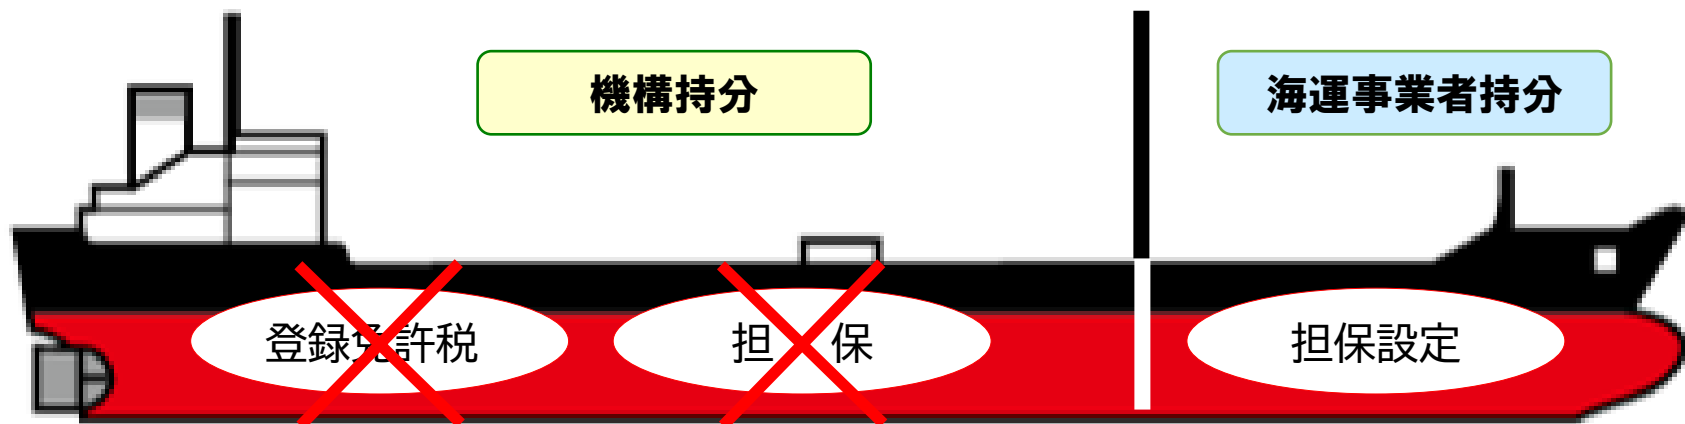 機構持分
海運事業者持分
登録免許税
担 保
担保設定